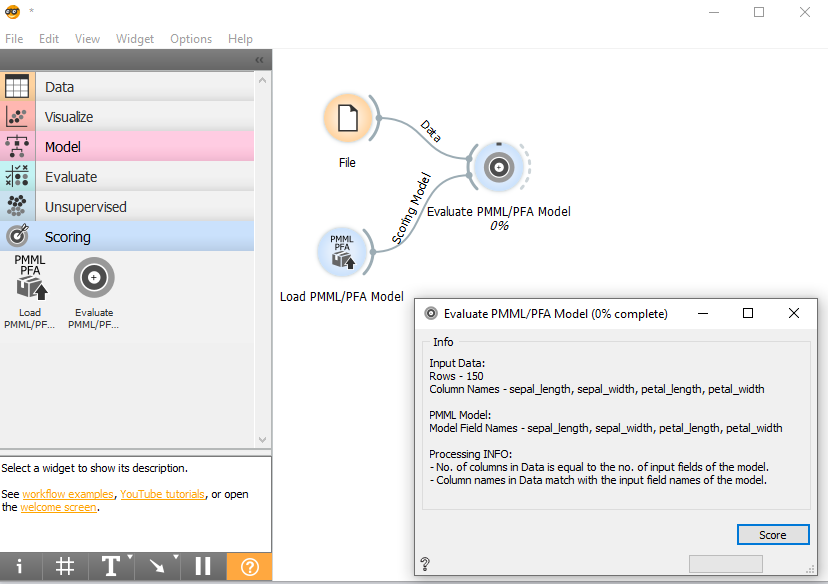 *
File Edit View Widget Options Help
«
Data
Visualize
Model
Evaluate
Unsupervised
Scoring
PMML
PFA
Load
PMML/PF...
Evaluate
PMML/PF...
Select a widget to show its description.
See workflow examples, YouTube tutorials, or open
the welcome screen.
i # T ?
File
Data
Scoring Model
Evaluate PMML/PFA Model
0%
PMML
PFA
Load PMML/PFA Model
Evaluate PMML/PFA Model (0% complete)
Info
Input Data:
Rows - 150
Column Names - sepal_length, sepal_width, petal_length, petal_width
PMML Model:
Model Field Names - sepal_length, sepal_width, petal_length, petal_width
Processing INFO:
- No. of columns in Data is equal to the no. of input fields of the model.
- Column names in Data match with the input field names of the model.
Score
?